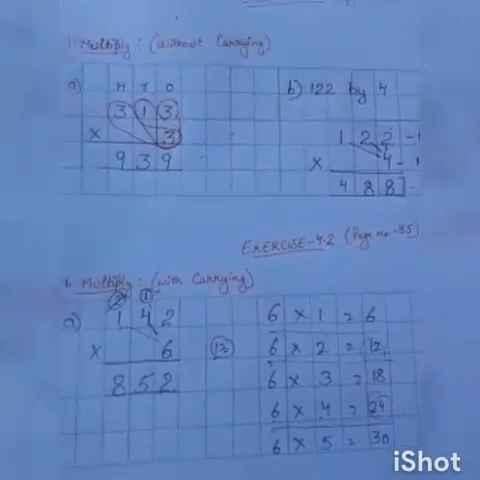 1. Multiply: (Without Carrying)
a) H T O
3 1 3
× 3
9 3 9
b) 122 by 4
1 2 2
× 4
4 8 8
EXERCISE-4.2 (Page no-85)
1. Multiply: (with Carrying)
② ①
a) 1 4 2
× 6
8 5 2
⑫
6 × 1 = 6
6 × 2 = 12
6 × 3 = 18
6 × 4 = 24
6 × 5 = 30
iShot